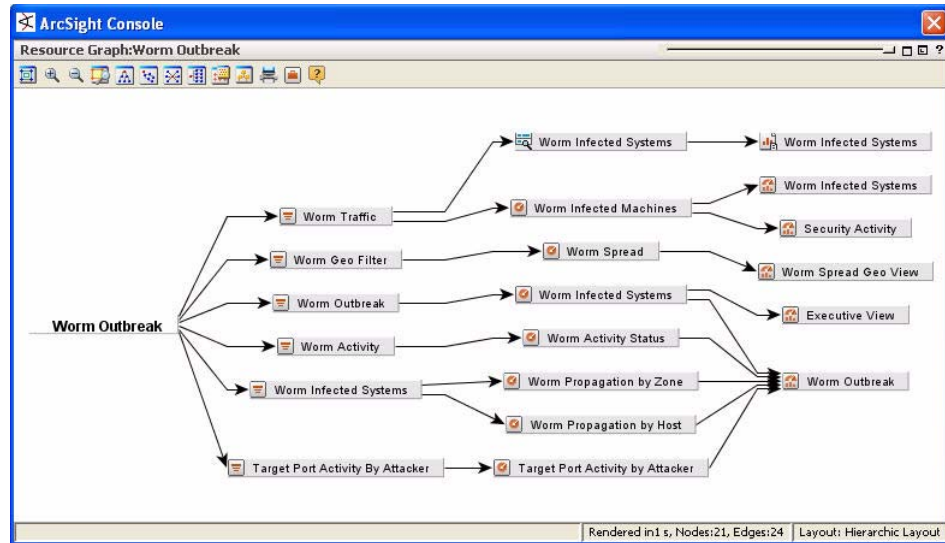 ArcSight Console
Resource Graph:Worm Outbreak
Worm Infected Systems
Worm Infected Systems
Worm Infected Systems
Worm Traffic
Worm Infected Machines
Security Activity
Worm Geo Filter
Worm Spread
Worm Spread Geo View
Worm Outbreak
Worm Infected Systems
Executive View
Worm Outbreak
Worm Activity
Worm Activity Status
Worm Infected Systems
Worm Propagation by Zone
Worm Outbreak
Worm Propagation by Host
Target Port Activity By Attacker
Target Port Activity by Attacker
Rendered in1 s, Nodes:21, Edges:24
Layout: Hierarchic Layout